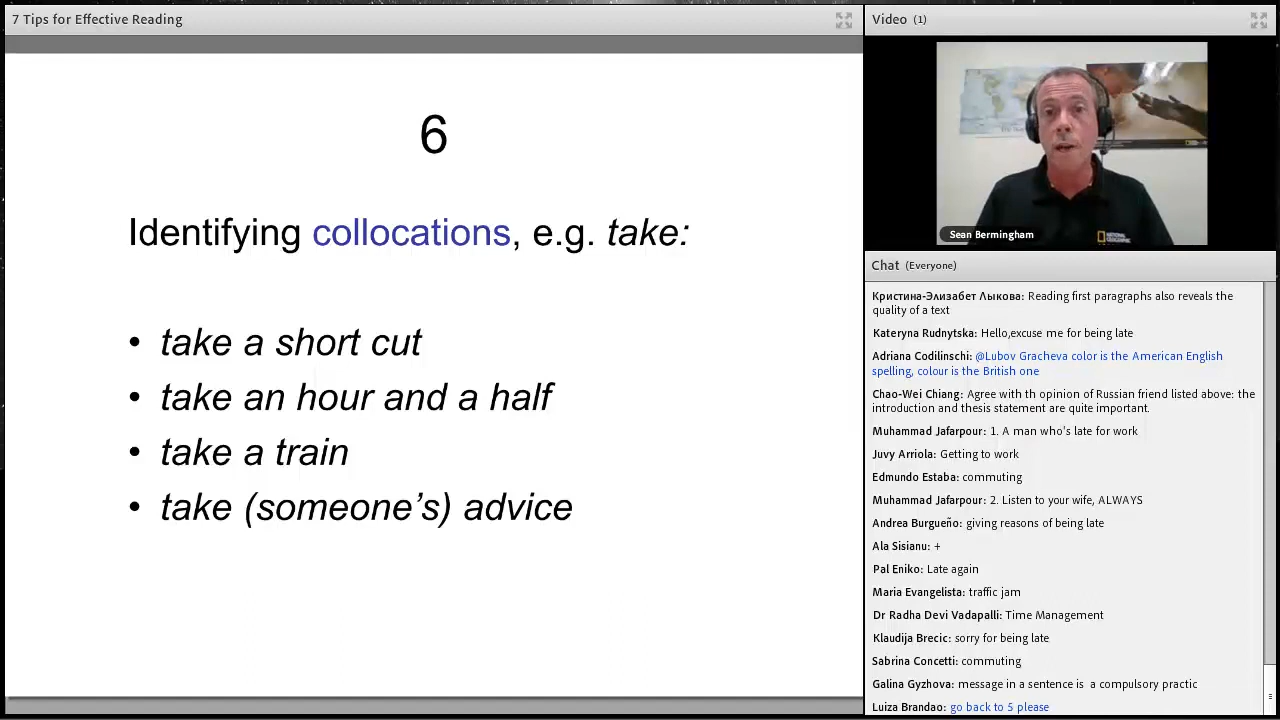 7 Tips for Effective Reading
6
Identifying collocations, e.g. take:
• take a short cut
• take an hour and a half
• take a train
• take (someone's) advice
Video (1)
NATIONAL GEOGRAPHIC
Sean Bermingham
Chat (Everyone)
Кристина-Элизабет Лыкова: Reading first paragraphs also reveals the
quality of a text
Kateryna Rudnytska: Hello,excuse me for being late
Adriana Codilinschi: @Lubov Gracheva color is the American English
spelling, colour is the British one
Chao-Wei Chiang: Agree with th opinion of Russian friend listed above: the
introduction and thesis statement are quite important.
Muhammad Jafarpour: 1. A man who's late for work
Juvy Arriola: Getting to work
Edmundo Estaba: commuting
Muhammad Jafarpour: 2. Listen to your wife, ALWAYS
Andrea Burgueño: giving reasons of being late
Ala Sisianu: +
Pal Eniko: Late again
Maria Evangelista: traffic jam
Dr Radha Devi Vadapalli: Time Management
Klaudija Brecic: sorry for being late
Sabrina Concetti: commuting
Galina Gyzhova: message in a sentence is a compulsory practic
Luiza Brandao: go back to 5 please